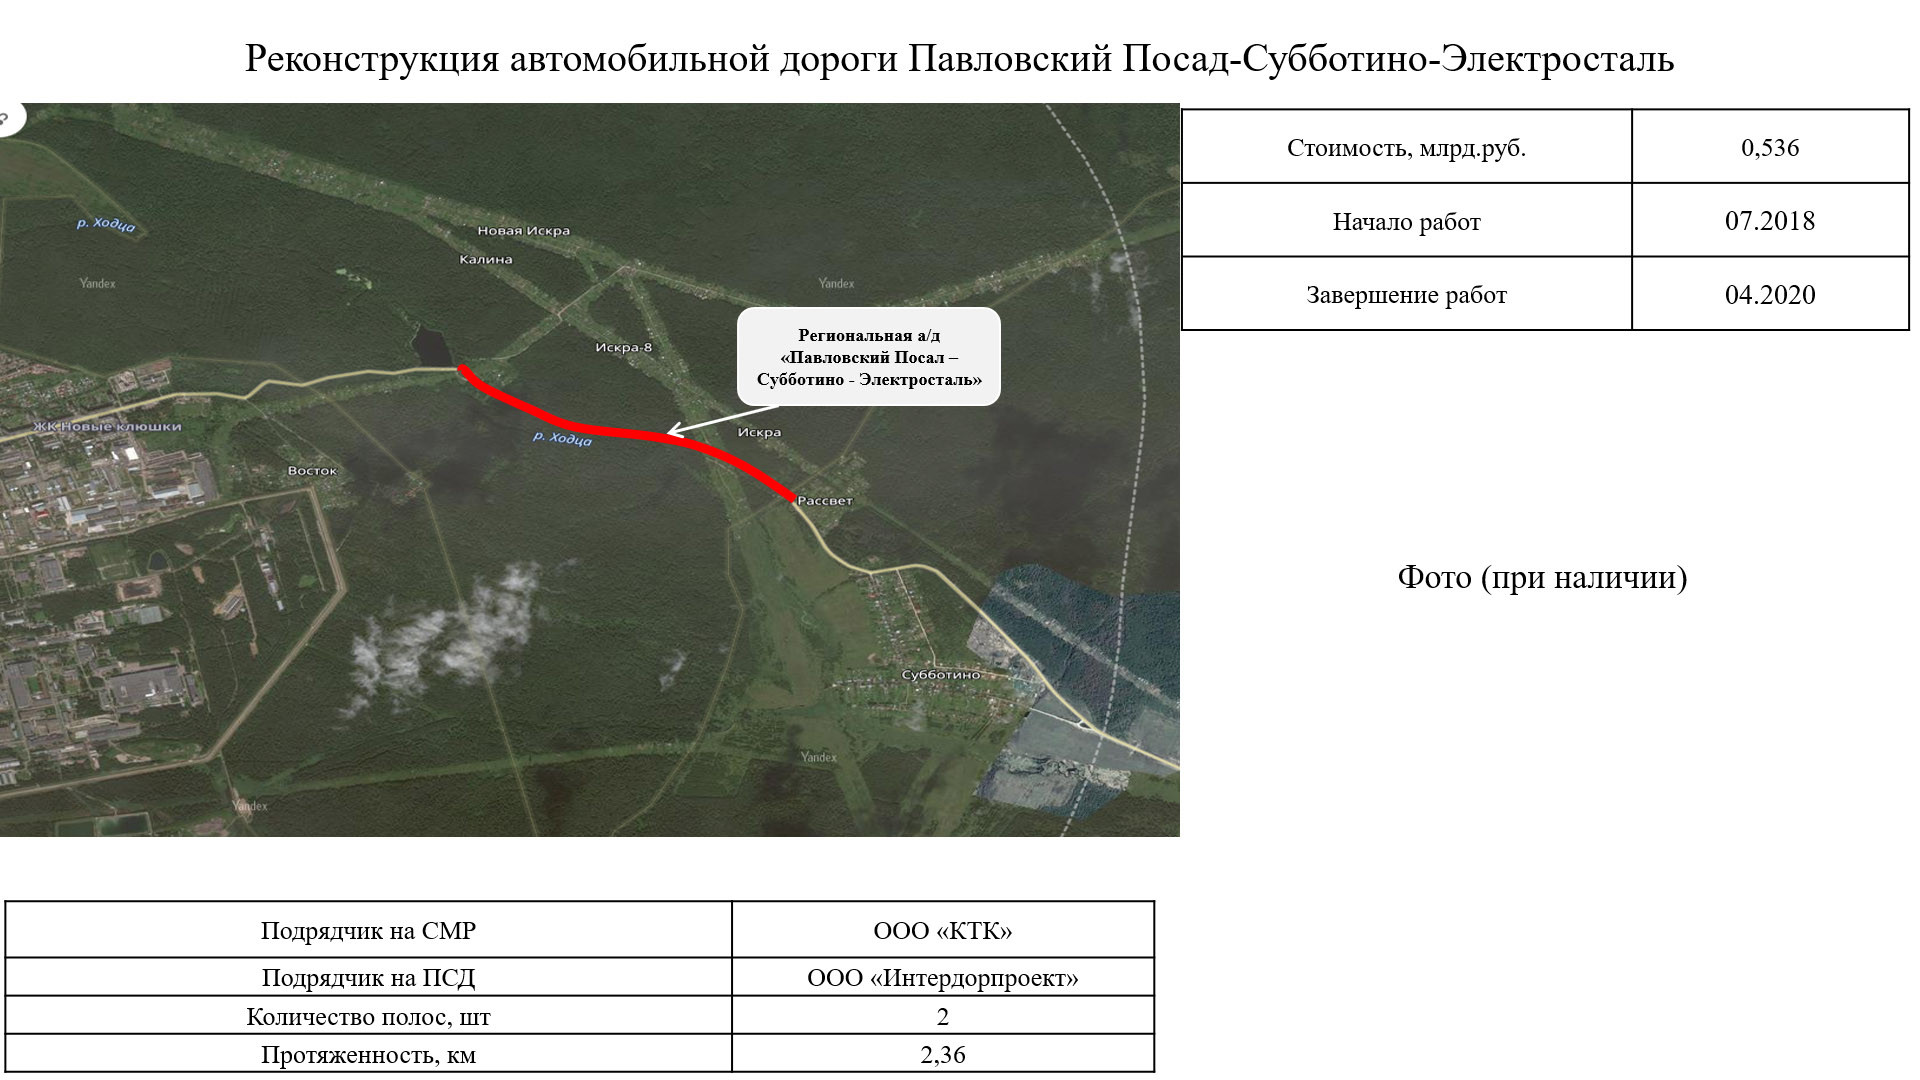 Реконструкция автомобильной дороги Павловский Посад-Субботино-Электросталь
Стоимость, млрд.руб. 0,536
Начало работ 07.2018
Завершение работ 04.2020
р. Ходца
Новая Искра
Калина
Yandex
Yandex
Искра-8
Региональная а/д
«Павловский Посал –
Субботино - Электросталь»
ЖК Новые клюшки
р. Ходца
Искра
Восток
Рассвет
Фото (при наличии)
Субботино
Yandex
Yandex
Подрядчик на СМР ООО «КТК»
Подрядчик на ПСД ООО «Интердорпроект»
Количество полос, шт 2
Протяженность, км 2,36